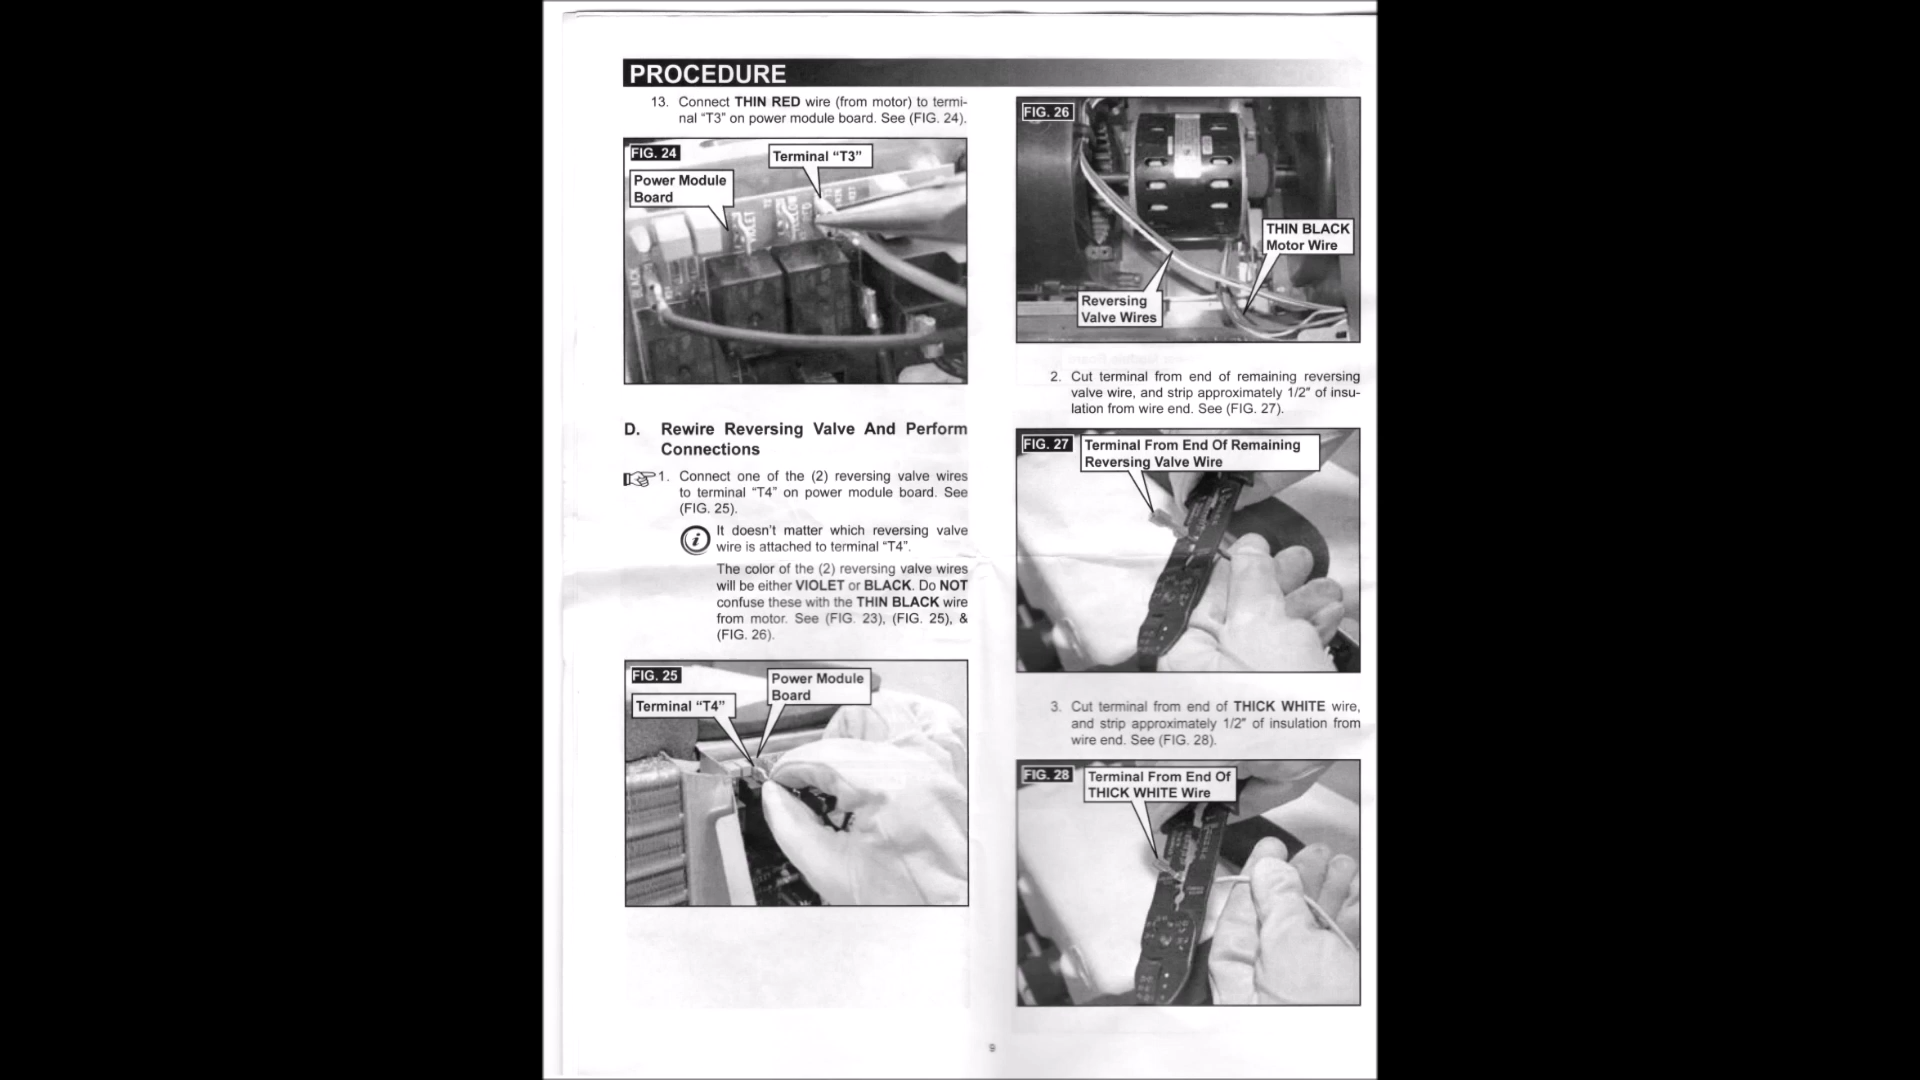 PROCEDURE
13. Connect THIN RED wire (from motor) to termi-
nal “T3” on power module board. See (FIG. 24).
FIG. 24
Terminal “T3”
Power Module
Board
VIOLET
YELLOW
RED
T3
BLACK
D. Rewire Reversing Valve And Perform
Connections
1. Connect one of the (2) reversing valve wires
to terminal “T4” on power module board. See
(FIG. 25).
i
It doesn’t matter which reversing valve
wire is attached to terminal “T4”.
The color of the (2) reversing valve wires
will be either VIOLET or BLACK. Do NOT
confuse these with the THIN BLACK wire
from motor. See (FIG. 23), (FIG. 25), &
(FIG. 26).
FIG. 25
Power Module
Board
Terminal “T4”
FIG. 26
THIN BLACK
Motor Wire
Reversing
Valve Wires
2. Cut terminal from end of remaining reversing
valve wire, and strip approximately 1/2″ of insu-
lation from wire end. See (FIG. 27).
FIG. 27
Terminal From End Of Remaining
Reversing Valve Wire
3. Cut terminal from end of THICK WHITE wire,
and strip approximately 1/2″ of insulation from
wire end. See (FIG. 28).
FIG. 28
Terminal From End Of
THICK WHITE Wire